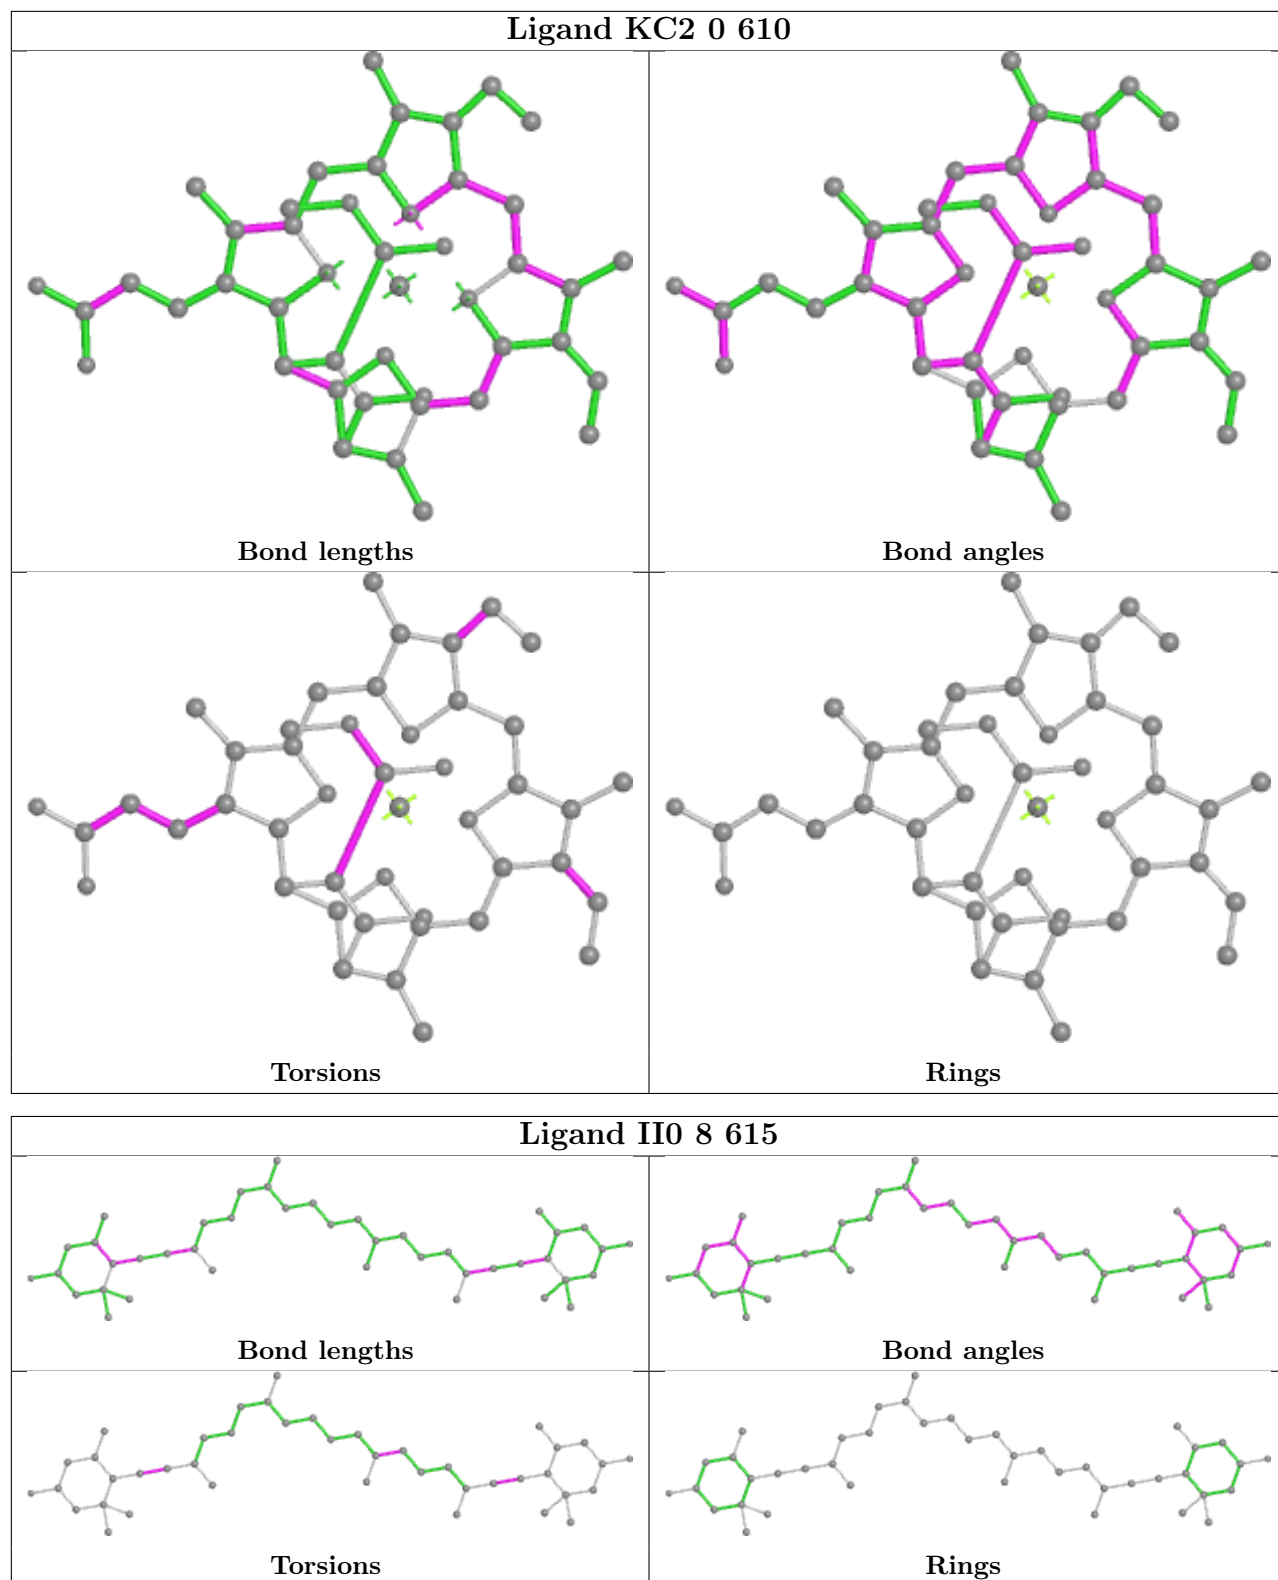 Ligand KC2 0 610
Bond lengths
Bond angles
Torsions
Rings
Ligand II0 8 615
Bond lengths
Bond angles
Torsions
Rings